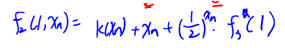 f₂(1,xₙ) = k(xₙ) + xₙ + (1/2)^xₙ · f₃*(1)